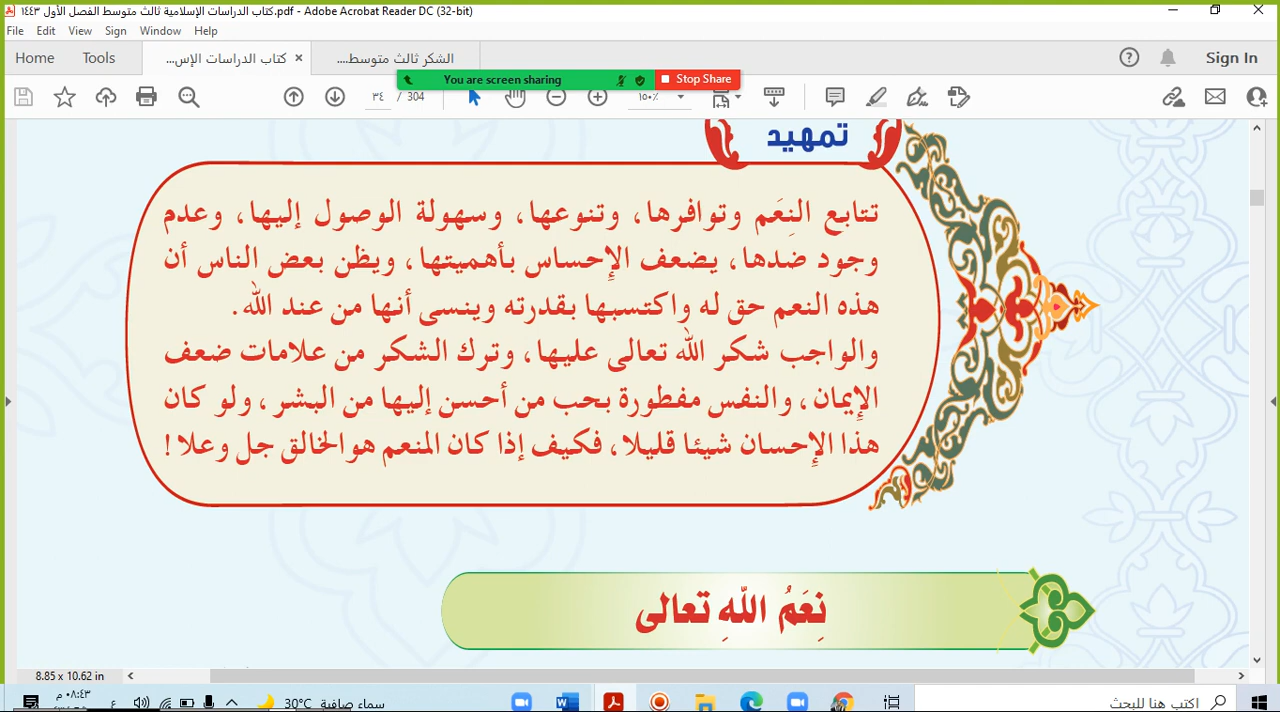 كتاب الدراسات الإسلامية ثالث متوسط الفصل الأول ١٤٤٣.pdf - Adobe Acrobat Reader DC (32-bit)
File Edit View Sign Window Help
Home Tools كتاب الدراسات الإس... × الشكر ثالث متوسط.... Sign In
You are screen sharing Stop Share
٣٤ / 304 ١٥٠٪
تمهيد
تتابع النِعَم وتوافرها، وتنوعها، وسهولة الوصول إليها، وعدم
وجود ضدها، يضعف الإحساس بأهميتها، ويظن بعض الناس أن
هذه النعم حق له واكتسبها بقدرته وينسى أنها من عند الله.
والواجب شكر الله تعالى عليها، وترك الشكر من علامات ضعف
الإيمان، والنفس مفطورة بحب من أحسن إليها من البشر، ولو كان
هذا الإحسان شيئا قليلا، فكيف إذا كان المنعم هو الخالق جل وعلا!
نِعَمُ اللهِ تعالى
8.85 x 10.62 in
٠٨:٤٣ م
ع 30°C سماء صافية اكتب هنا للبحث